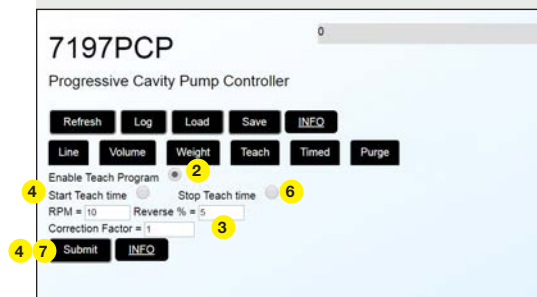 0
7197PCP
Progressive Cavity Pump Controller
Refresh Log Load Save INFO
Line Volume Weight Teach Timed Purge
Enable Teach Program 2
4 Start Teach time Stop Teach time 6
RPM = 10 Reverse % = 5
Correction Factor = 1 3
4 7 Submit INFO